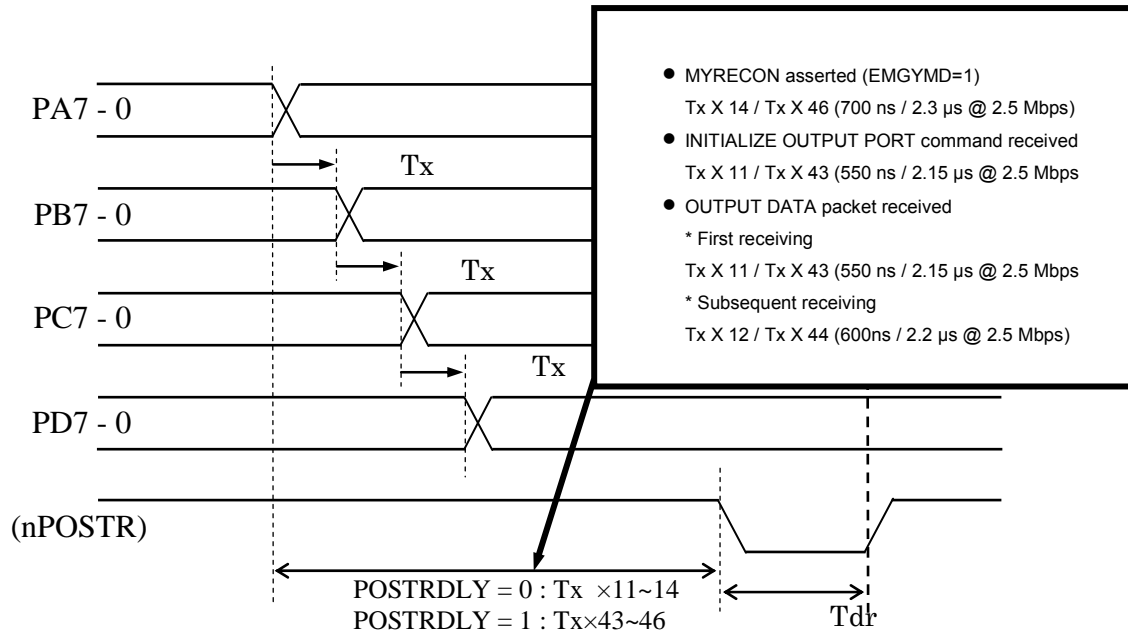 ● MYRECON asserted (EMGYMD=1)
Tx X 14 / Tx X 46 (700 ns / 2.3 µs @ 2.5 Mbps)
● INITIALIZE OUTPUT PORT command received
Tx X 11 / Tx X 43 (550 ns / 2.15 µs @ 2.5 Mbps
● OUTPUT DATA packet received
* First receiving
Tx X 11 / Tx X 43 (550 ns / 2.15 µs @ 2.5 Mbps
* Subsequent receiving
Tx X 12 / Tx X 44 (600ns / 2.2 µs @ 2.5 Mbps)
PA7 - 0
Tx
PB7 - 0
Tx
PC7 - 0
Tx
PD7 - 0
(nPOSTR)
POSTRDLY = 0 : Tx ×11~14
POSTRDLY = 1 : Tx×43~46
Tdr